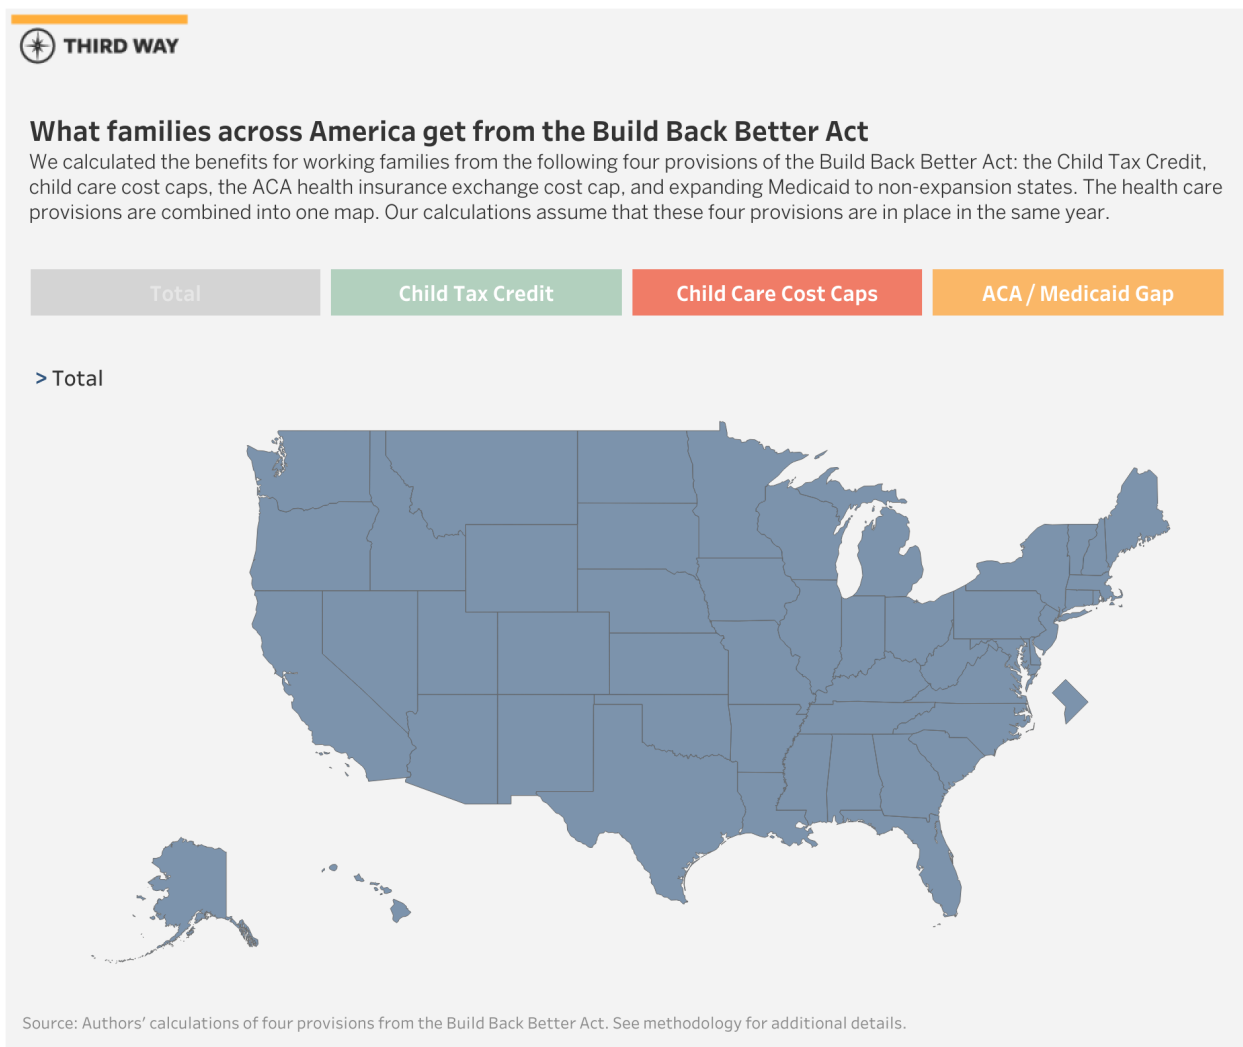 THIRD WAY
What families across America get from the Build Back Better Act
We calculated the benefits for working families from the following four provisions of the Build Back Better Act: the Child Tax Credit,
child care cost caps, the ACA health insurance exchange cost cap, and expanding Medicaid to non-expansion states. The health care
provisions are combined into one map. Our calculations assume that these four provisions are in place in the same year.
Total
Child Tax Credit
Child Care Cost Caps
ACA / Medicaid Gap
> Total
Source: Authors' calculations of four provisions from the Build Back Better Act. See methodology for additional details.